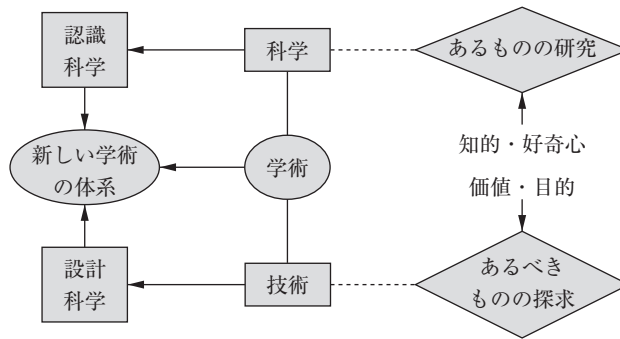 認識
科学
科学
あるものの研究
新しい学術
の体系
学術
知的・好奇心
価値・目的
設計
科学
技術
あるべき
ものの探求